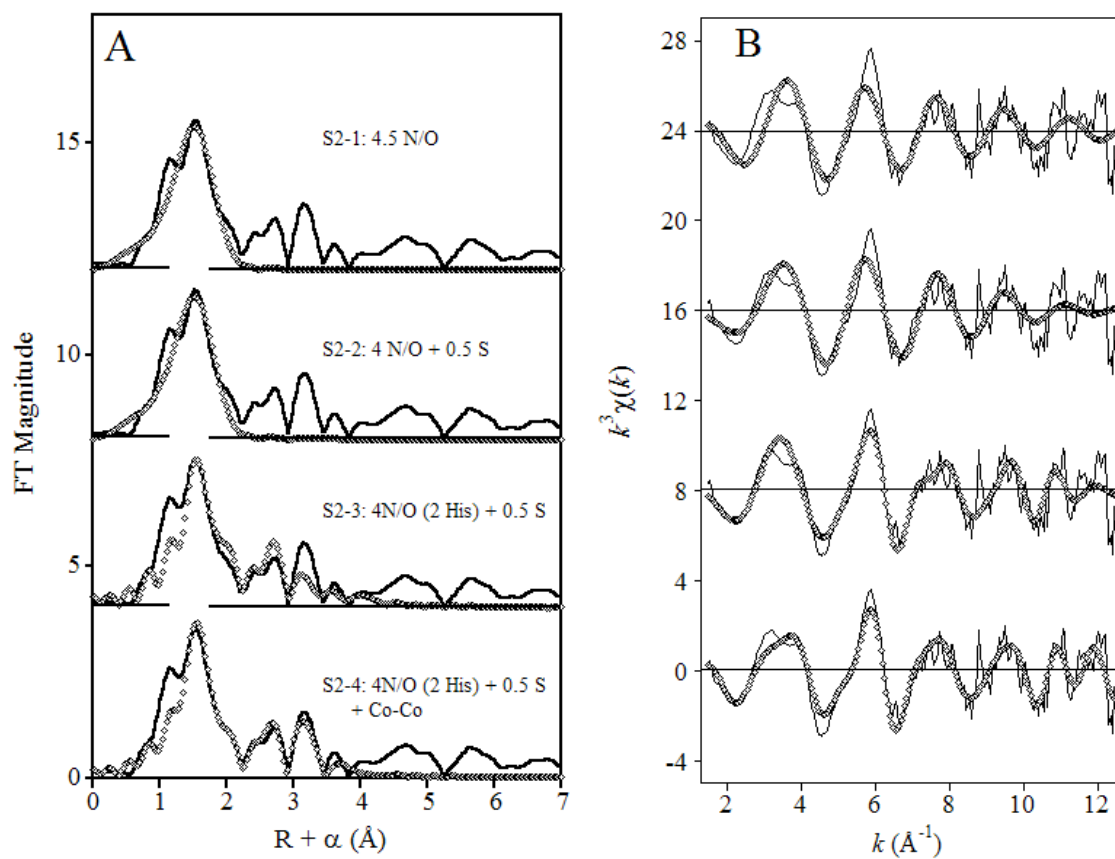 A
15
S2-1: 4.5 N/O
10
S2-2: 4 N/O + 0.5 S
FT Magnitude
S2-3: 4N/O (2 His) + 0.5 S
5
S2-4: 4N/O (2 His) + 0.5 S
+ Co-Co
0
0 1 2 3 4 5 6 7
R + α (Å)
B
28
24
20
16
k³χ(k)
12
8
4
0
-4
2 4 6 8 10 12
k (Å⁻¹)